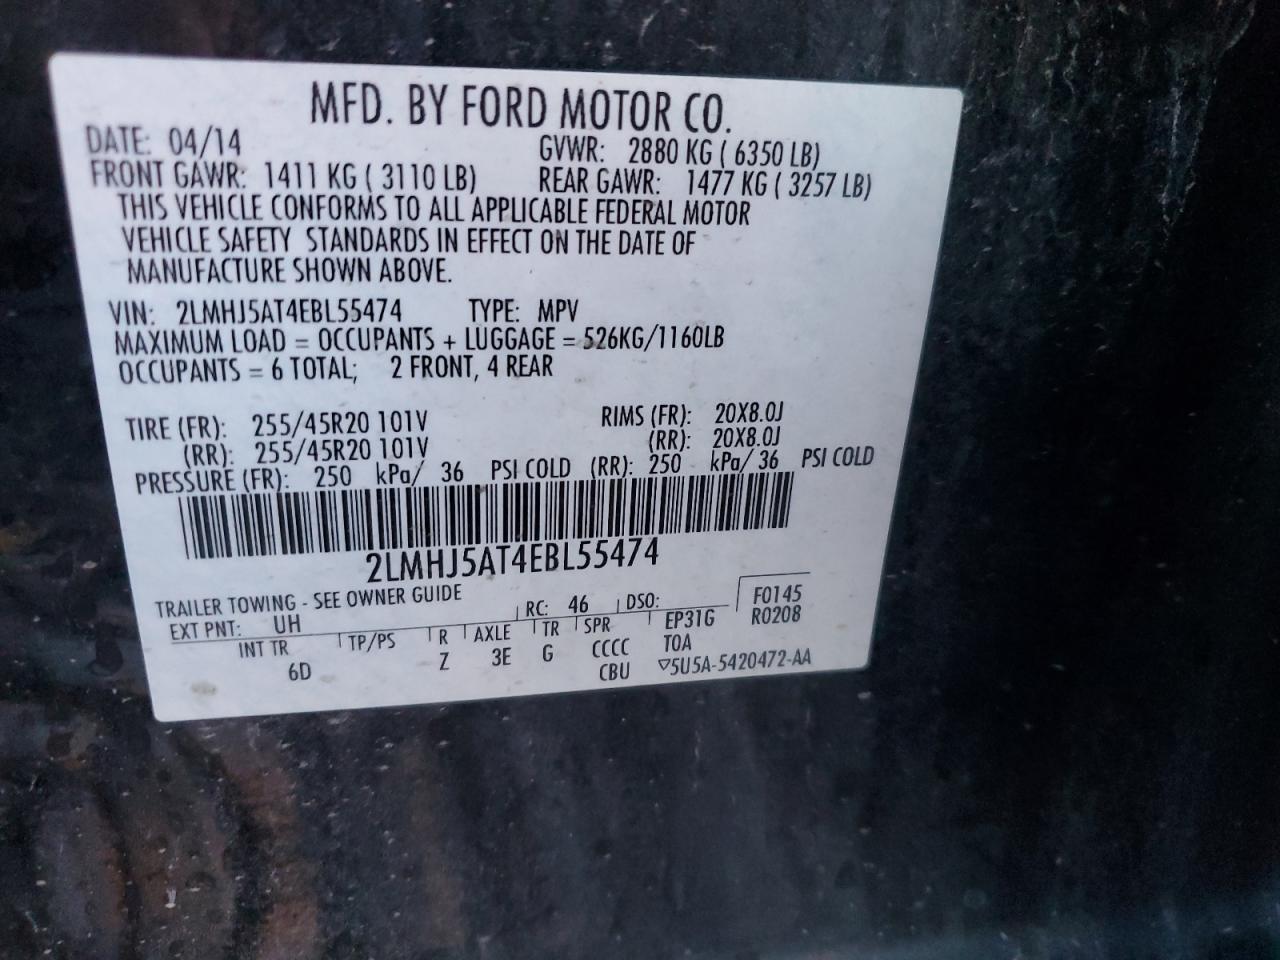 MFD. BY FORD MOTOR CO.
DATE: 04/14 GVWR: 2880 KG ( 6350 LB)
FRONT GAWR: 1411 KG ( 3110 LB) REAR GAWR: 1477 KG ( 3257 LB)
THIS VEHICLE CONFORMS TO ALL APPLICABLE FEDERAL MOTOR
VEHICLE SAFETY STANDARDS IN EFFECT ON THE DATE OF
MANUFACTURE SHOWN ABOVE.
VIN: 2LMHJ5AT4EBL55474 TYPE: MPV
MAXIMUM LOAD = OCCUPANTS + LUGGAGE = 526KG/1160LB
OCCUPANTS = 6 TOTAL; 2 FRONT, 4 REAR
TIRE (FR): 255/45R20 101V RIMS (FR): 20X8.0J
(RR): 255/45R20 101V (RR): 20X8.0J
PRESSURE (FR): 250 kPa/ 36 PSI COLD (RR): 250 kPa/ 36 PSI COLD
2LMHJ5AT4EBL55474
TRAILER TOWING - SEE OWNER GUIDE
EXT PNT: UH RC: 46 DSO: F0145
R0208
INT TR TP/PS R AXLE TR SPR EP31G
6D Z 3E G CCCC T0A
CBU ▽5U5A-5420472-AA